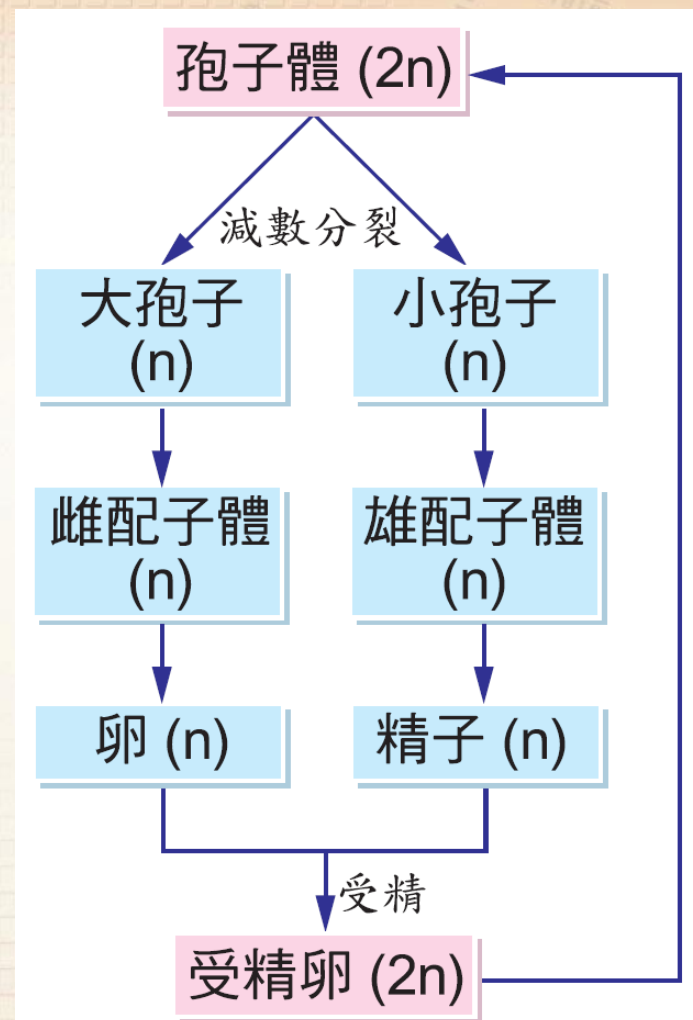 孢子體 (2n)
減數分裂
大孢子
(n)
小孢子
(n)
雌配子體
(n)
雄配子體
(n)
卵 (n)
精子 (n)
受精
受精卵 (2n)